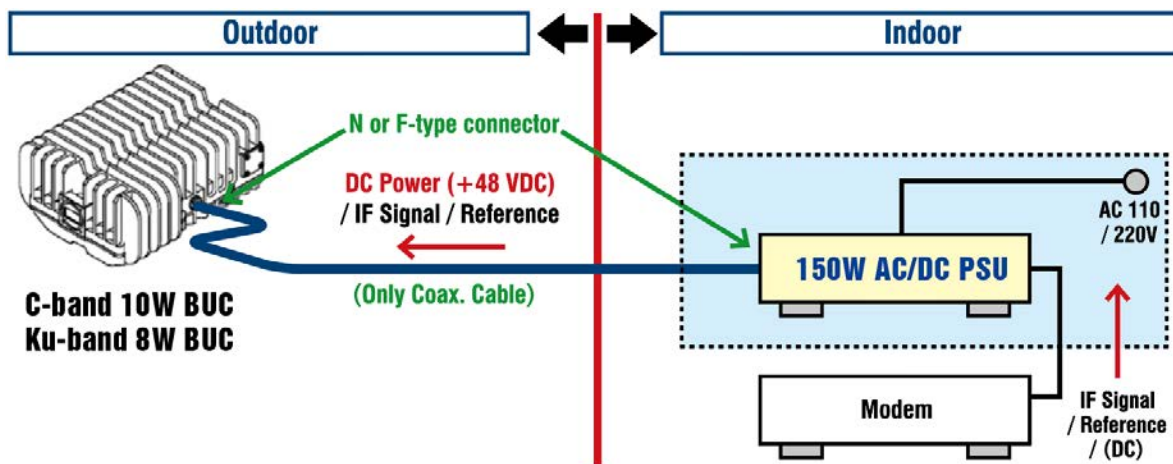 Outdoor
Indoor
N or F-type connector
DC Power (+48 VDC)
/ IF Signal / Reference
(Only Coax. Cable)
C-band 10W BUC
Ku-band 8W BUC
AC 110
/ 220V
150W AC/DC PSU
Modem
IF Signal
/ Reference
/ (DC)